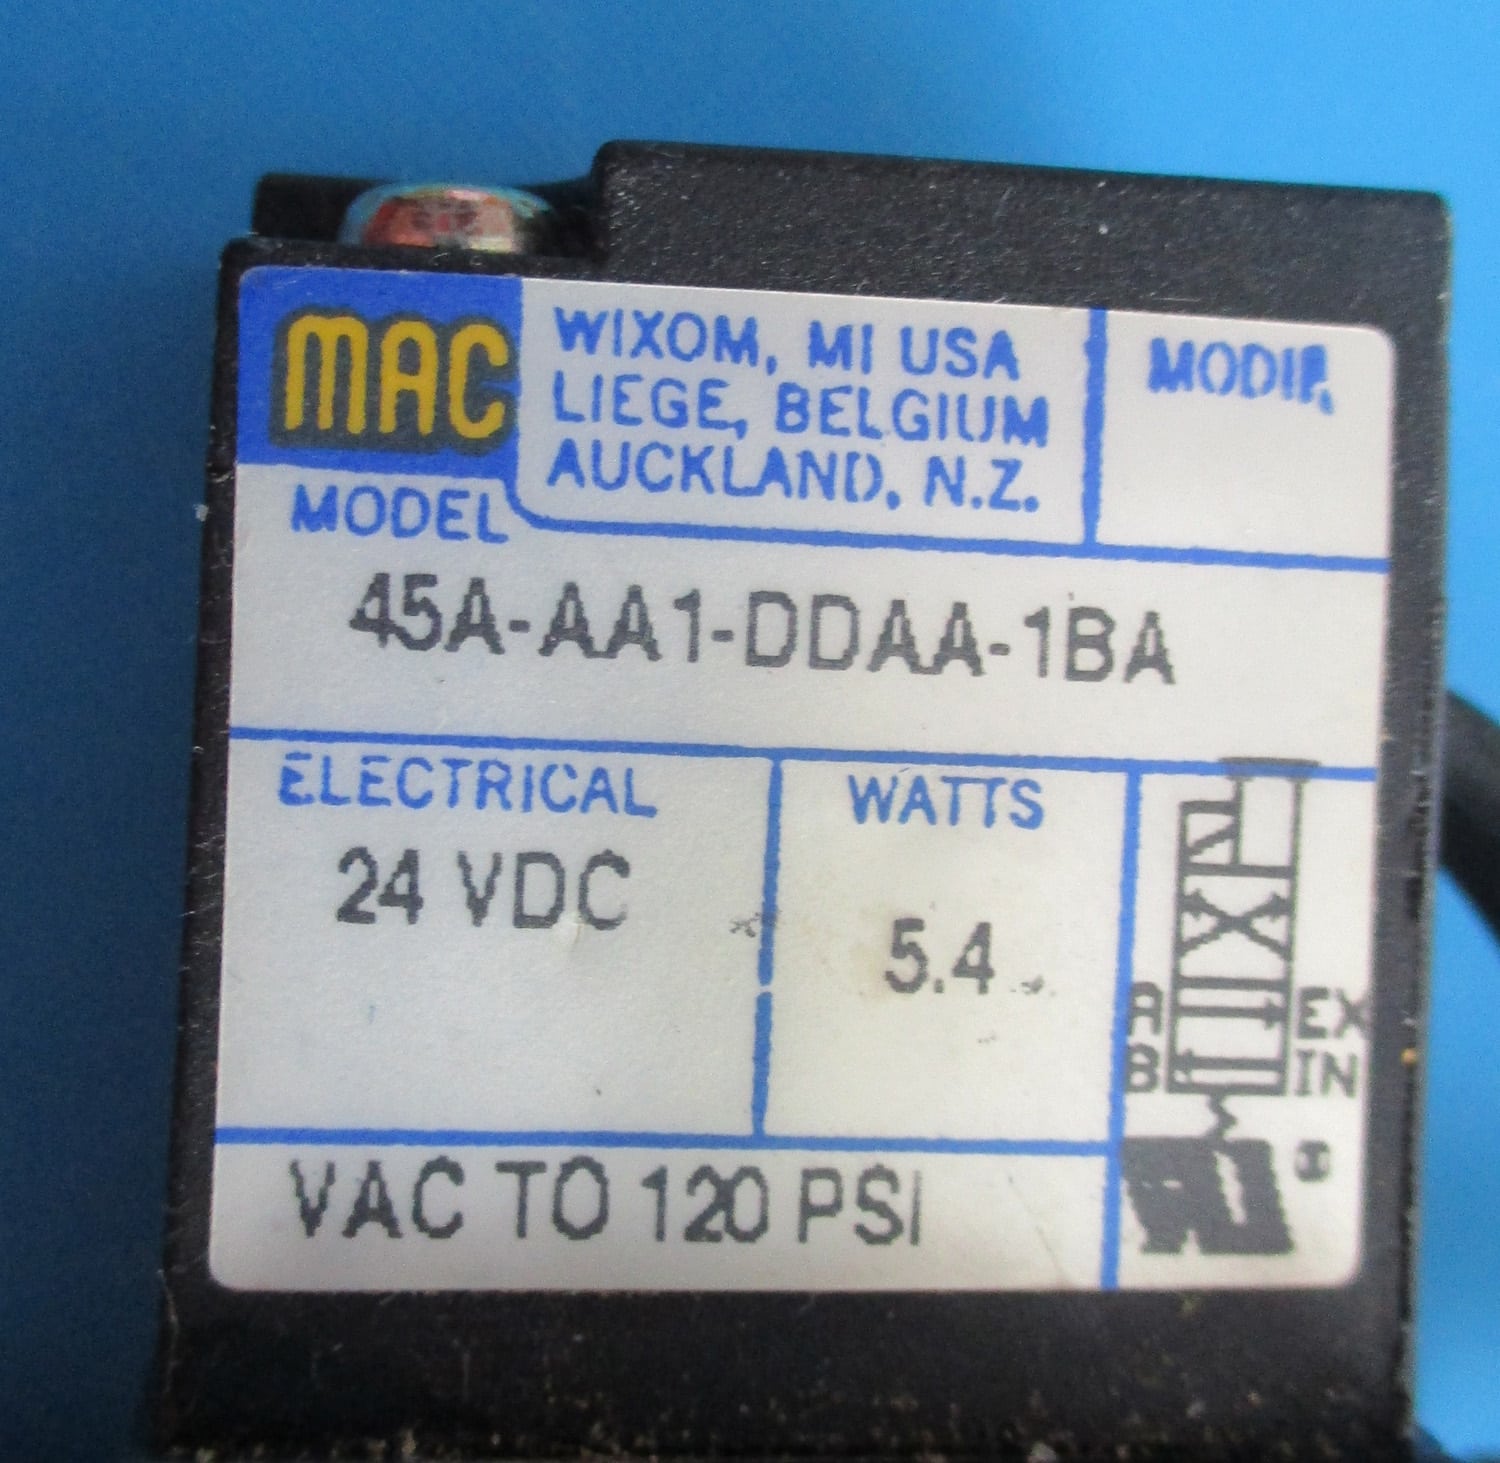 MAC
WIXOM, MI USA
LIEGE, BELGIUM
AUCKLAND, N.Z.
MODIF.
MODEL
45A-AA1-DDAA-1BA
ELECTRICAL
24 VDC
WATTS
5.4
A EX
B IN
VAC TO 120 PSI